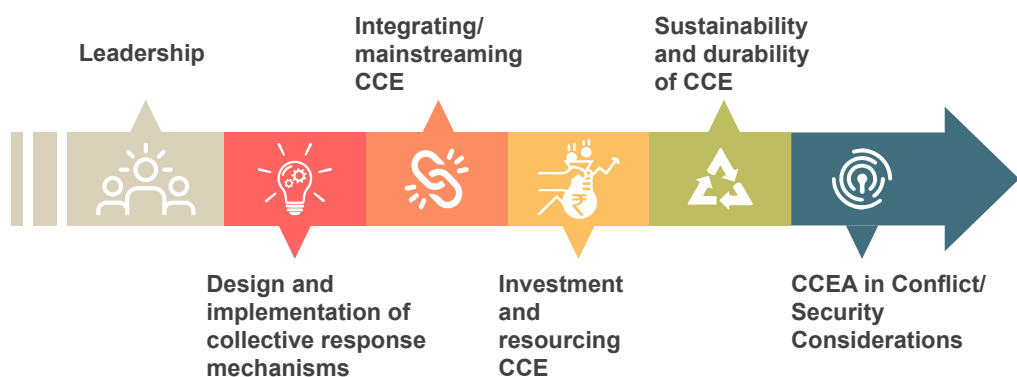 Leadership
Design and
implementation of
collective response
mechanisms
Integrating/
mainstreaming
CCE
₹
Investment
and
resourcing
CCE
Sustainability
and durability
of CCE
CCEA in Conflict/
Security
Considerations